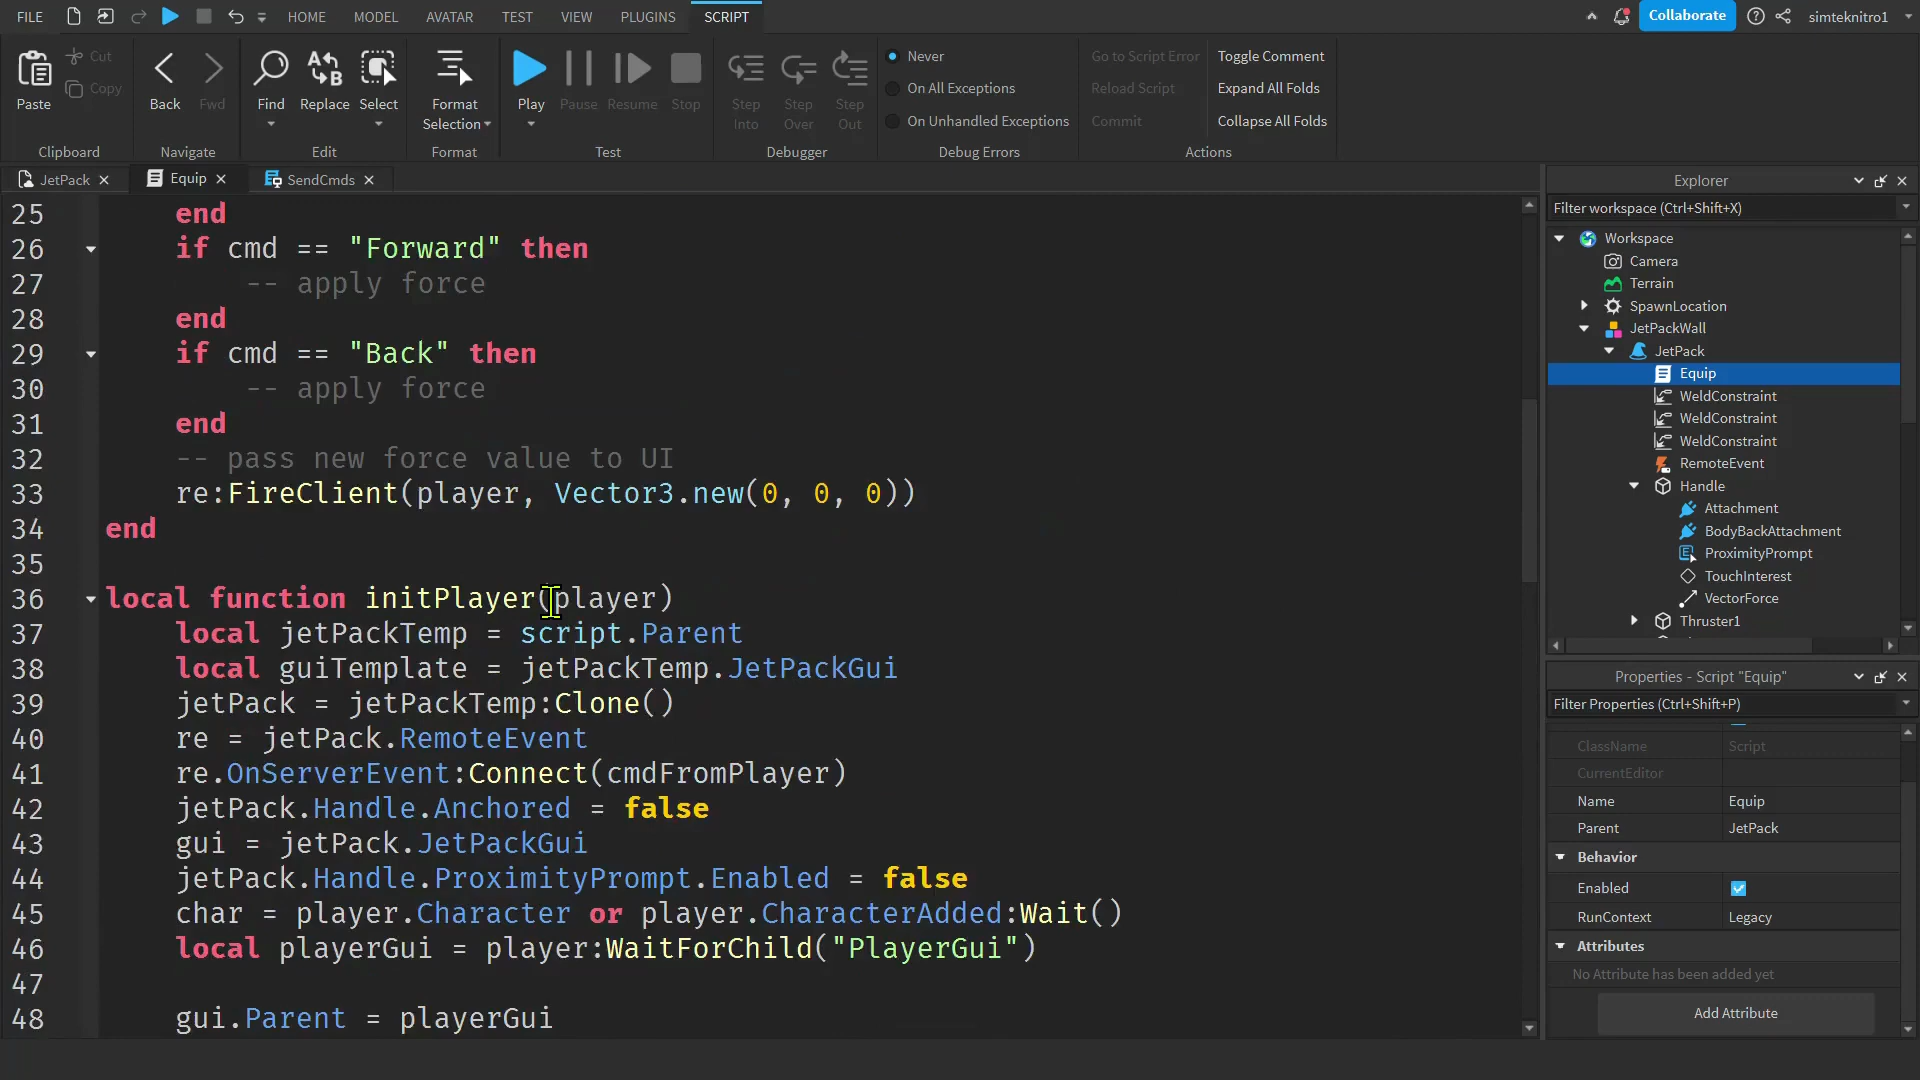 FILE HOME MODEL AVATAR TEST VIEW PLUGINS SCRIPT Collaborate simteknitro1
Paste Cut Copy
Clipboard
Back Fwd
Navigate
Find Replace Select
Edit
Format Selection
Format
Play Pause Resume Stop
Test
Step Into Step Over Step Out
Debugger
Never
On All Exceptions
On Unhandled Exceptions
Debug Errors
Go to Script Error
Reload Script
Commit
Toggle Comment
Expand All Folds
Collapse All Folds
Actions
JetPack Equip SendCmds
25 end
26 if cmd == "Forward" then
27 -- apply force
28 end
29 if cmd == "Back" then
30 -- apply force
31 end
32 -- pass new force value to UI
33 re:FireClient(player, Vector3.new(0, 0, 0))
34 end
35
36 local function initPlayer(player)
37 local jetPackTemp = script.Parent
38 local guiTemplate = jetPackTemp.JetPackGui
39 jetPack = jetPackTemp:Clone()
40 re = jetPack.RemoteEvent
41 re.OnServerEvent:Connect(cmdFromPlayer)
42 jetPack.Handle.Anchored = false
43 gui = jetPack.JetPackGui
44 jetPack.Handle.ProximityPrompt.Enabled = false
45 char = player.Character or player.CharacterAdded:Wait()
46 local playerGui = player:WaitForChild("PlayerGui")
47
48 gui.Parent = playerGui
Explorer
Filter workspace (Ctrl+Shift+X)
Workspace
Camera
Terrain
SpawnLocation
JetPackWall
JetPack
Equip
WeldConstraint
WeldConstraint
WeldConstraint
RemoteEvent
Handle
Attachment
BodyBackAttachment
ProximityPrompt
TouchInterest
VectorForce
Thruster1
Properties - Script "Equip"
Filter Properties (Ctrl+Shift+P)
ClassName Script
CurrentEditor
Name Equip
Parent JetPack
Behavior
Enabled
RunContext Legacy
Attributes
No Attribute has been added yet
Add Attribute